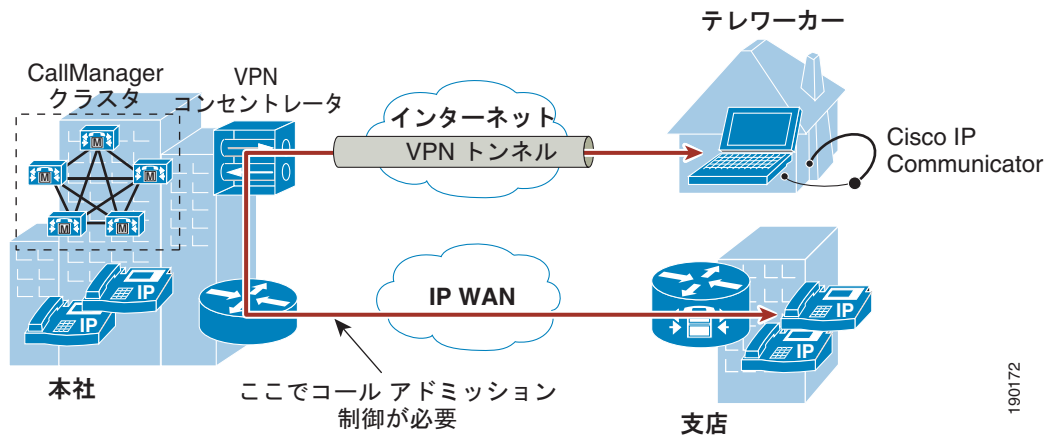 テレワーカー
CallManager
クラスタ
VPN
コンセントレータ
M
M
M
M
M
インターネット
VPN トンネル
Cisco IP
Communicator
IP
IP
IP WAN
IP
IP
本社
ここでコール アドミッション
制御が必要
支店
190172